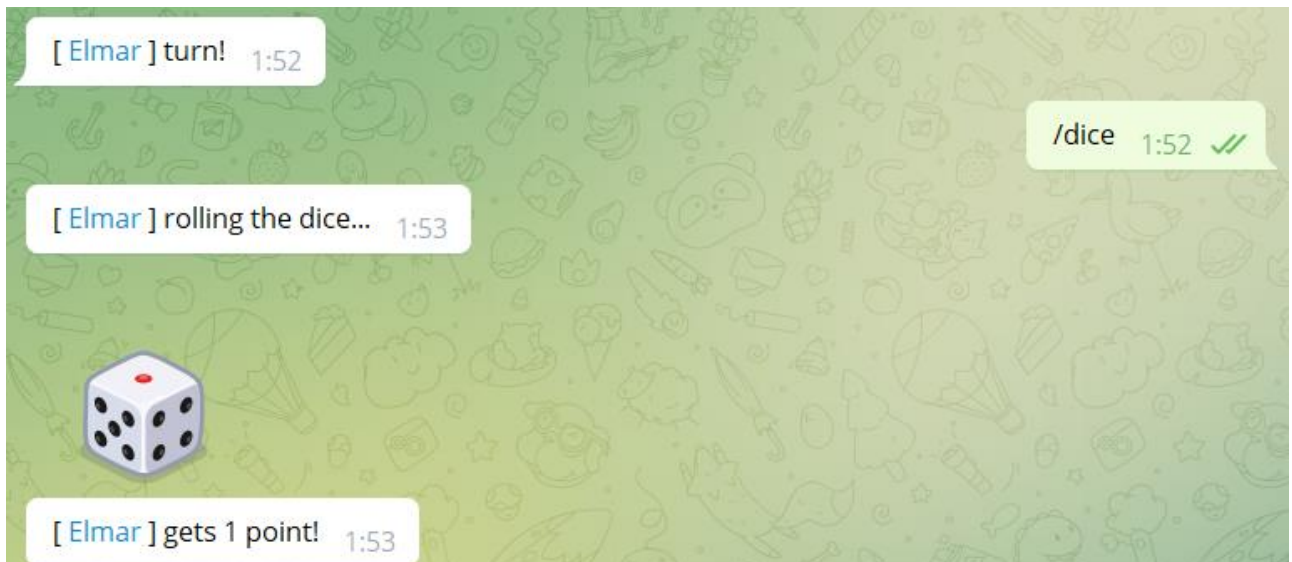 [ Elmar ] turn! 1:52
/dice 1:52
[ Elmar ] rolling the dice... 1:53
[ Elmar ] gets 1 point! 1:53